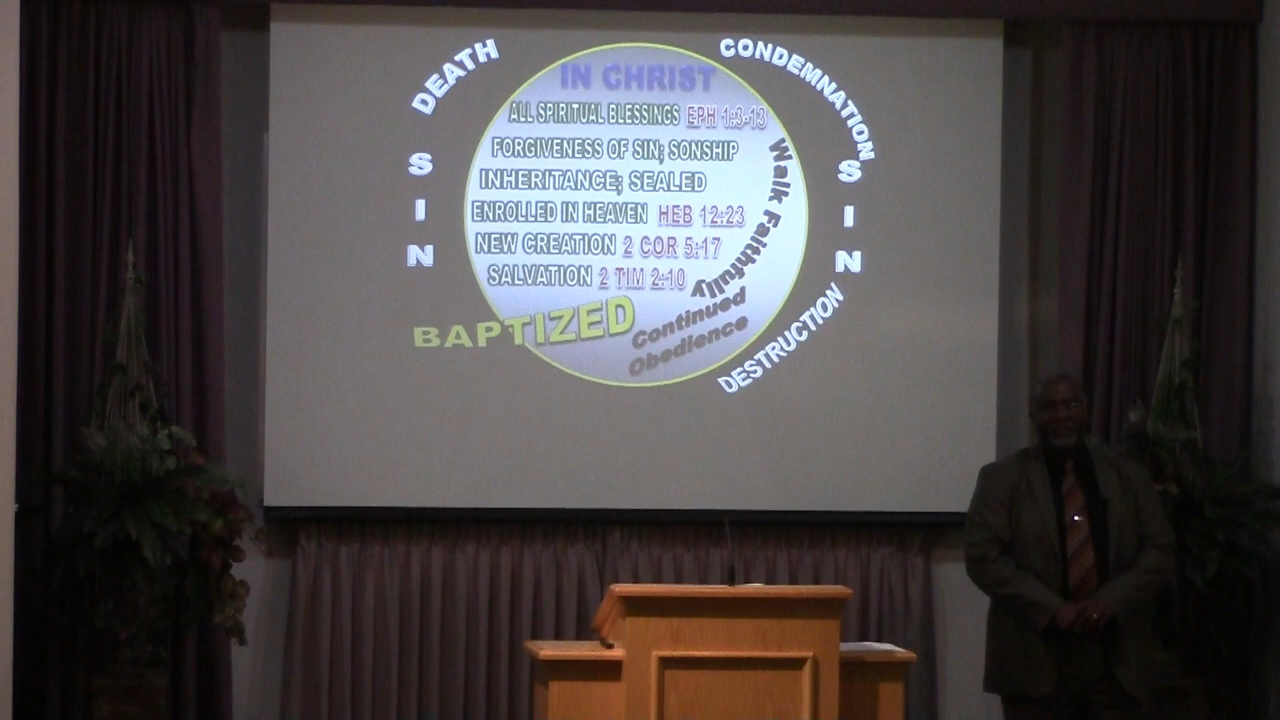 DEATH
SIN
CONDEMNATION
SIN
DESTRUCTION
IN CHRIST
ALL SPIRITUAL BLESSINGS EPH 1:3-13
FORGIVENESS OF SIN; SONSHIP
INHERITANCE; SEALED
ENROLLED IN HEAVEN HEB 12:23
NEW CREATION 2 COR 5:17
SALVATION 2 TIM 2:10
Walk Faithfully
BAPTIZED
Continued
Obedience